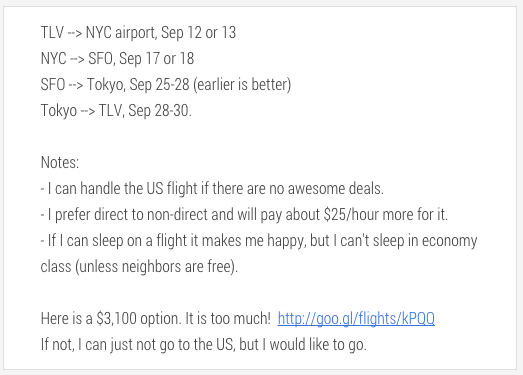 TLV --> NYC airport, Sep 12 or 13
NYC --> SFO, Sep 17 or 18
SFO --> Tokyo, Sep 25-28 (earlier is better)
Tokyo --> TLV, Sep 28-30.
Notes:
- I can handle the US flight if there are no awesome deals.
- I prefer direct to non-direct and will pay about $25/hour more for it.
- If I can sleep on a flight it makes me happy, but I can't sleep in economy
class (unless neighbors are free).
Here is a $3,100 option. It is too much!  http://goo.gl/flights/kPQQ
If not, I can just not go to the US, but I would like to go.